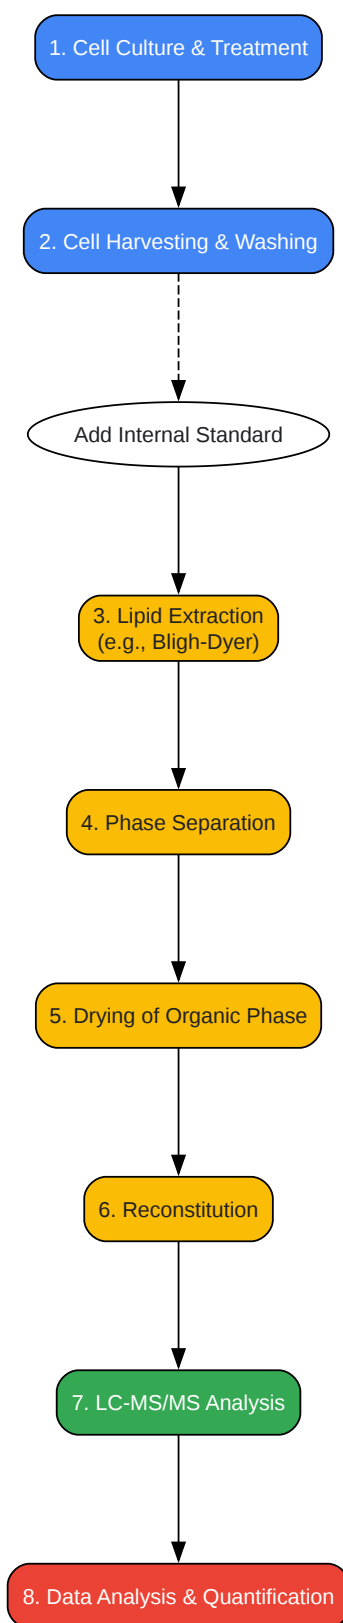 1. Cell Culture & Treatment
2. Cell Harvesting & Washing
Add Internal Standard
3. Lipid Extraction
(e.g., Bligh-Dyer)
4. Phase Separation
5. Drying of Organic Phase
6. Reconstitution
7. LC-MS/MS Analysis
8. Data Analysis & Quantification